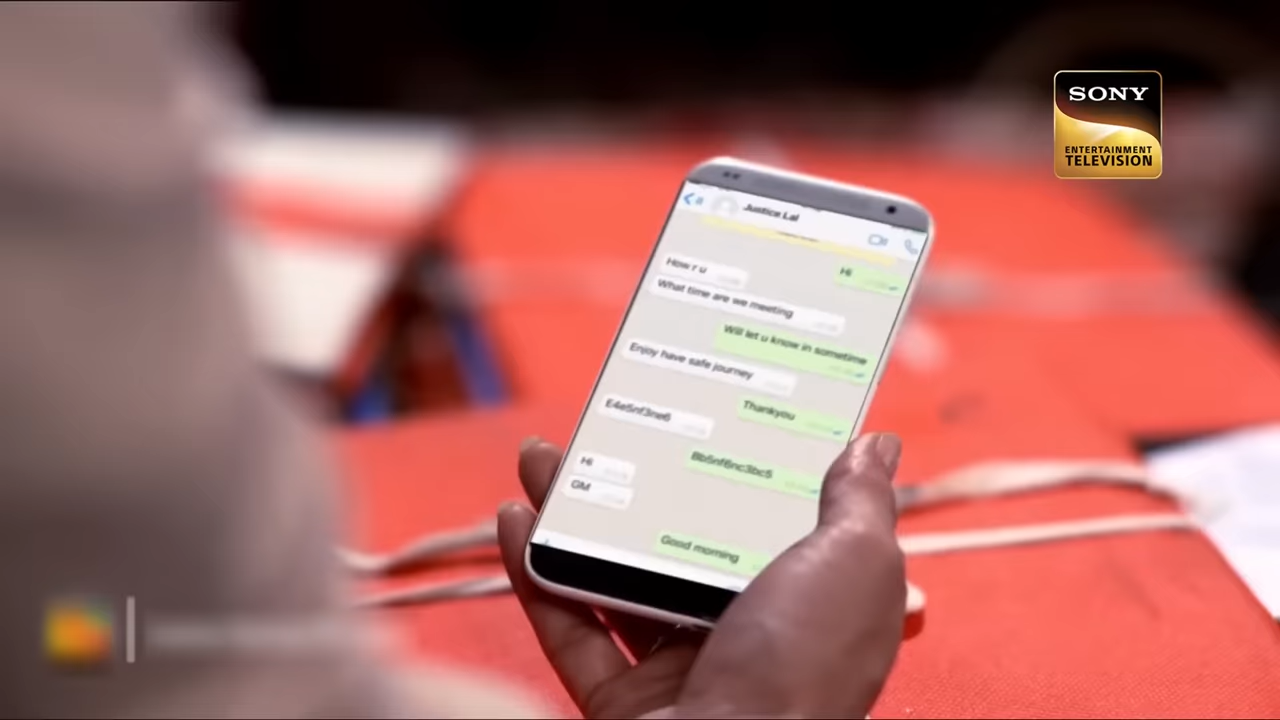 SONY
ENTERTAINMENT
TELEVISION
Justice Lal
Hi
How r u
What time are we meeting
Will let u know in sometime
Enjoy have safe journey
Thankyou
E4e5nf3ne6
Bb5nf6nc3bc5
Hi
GM
Good morning